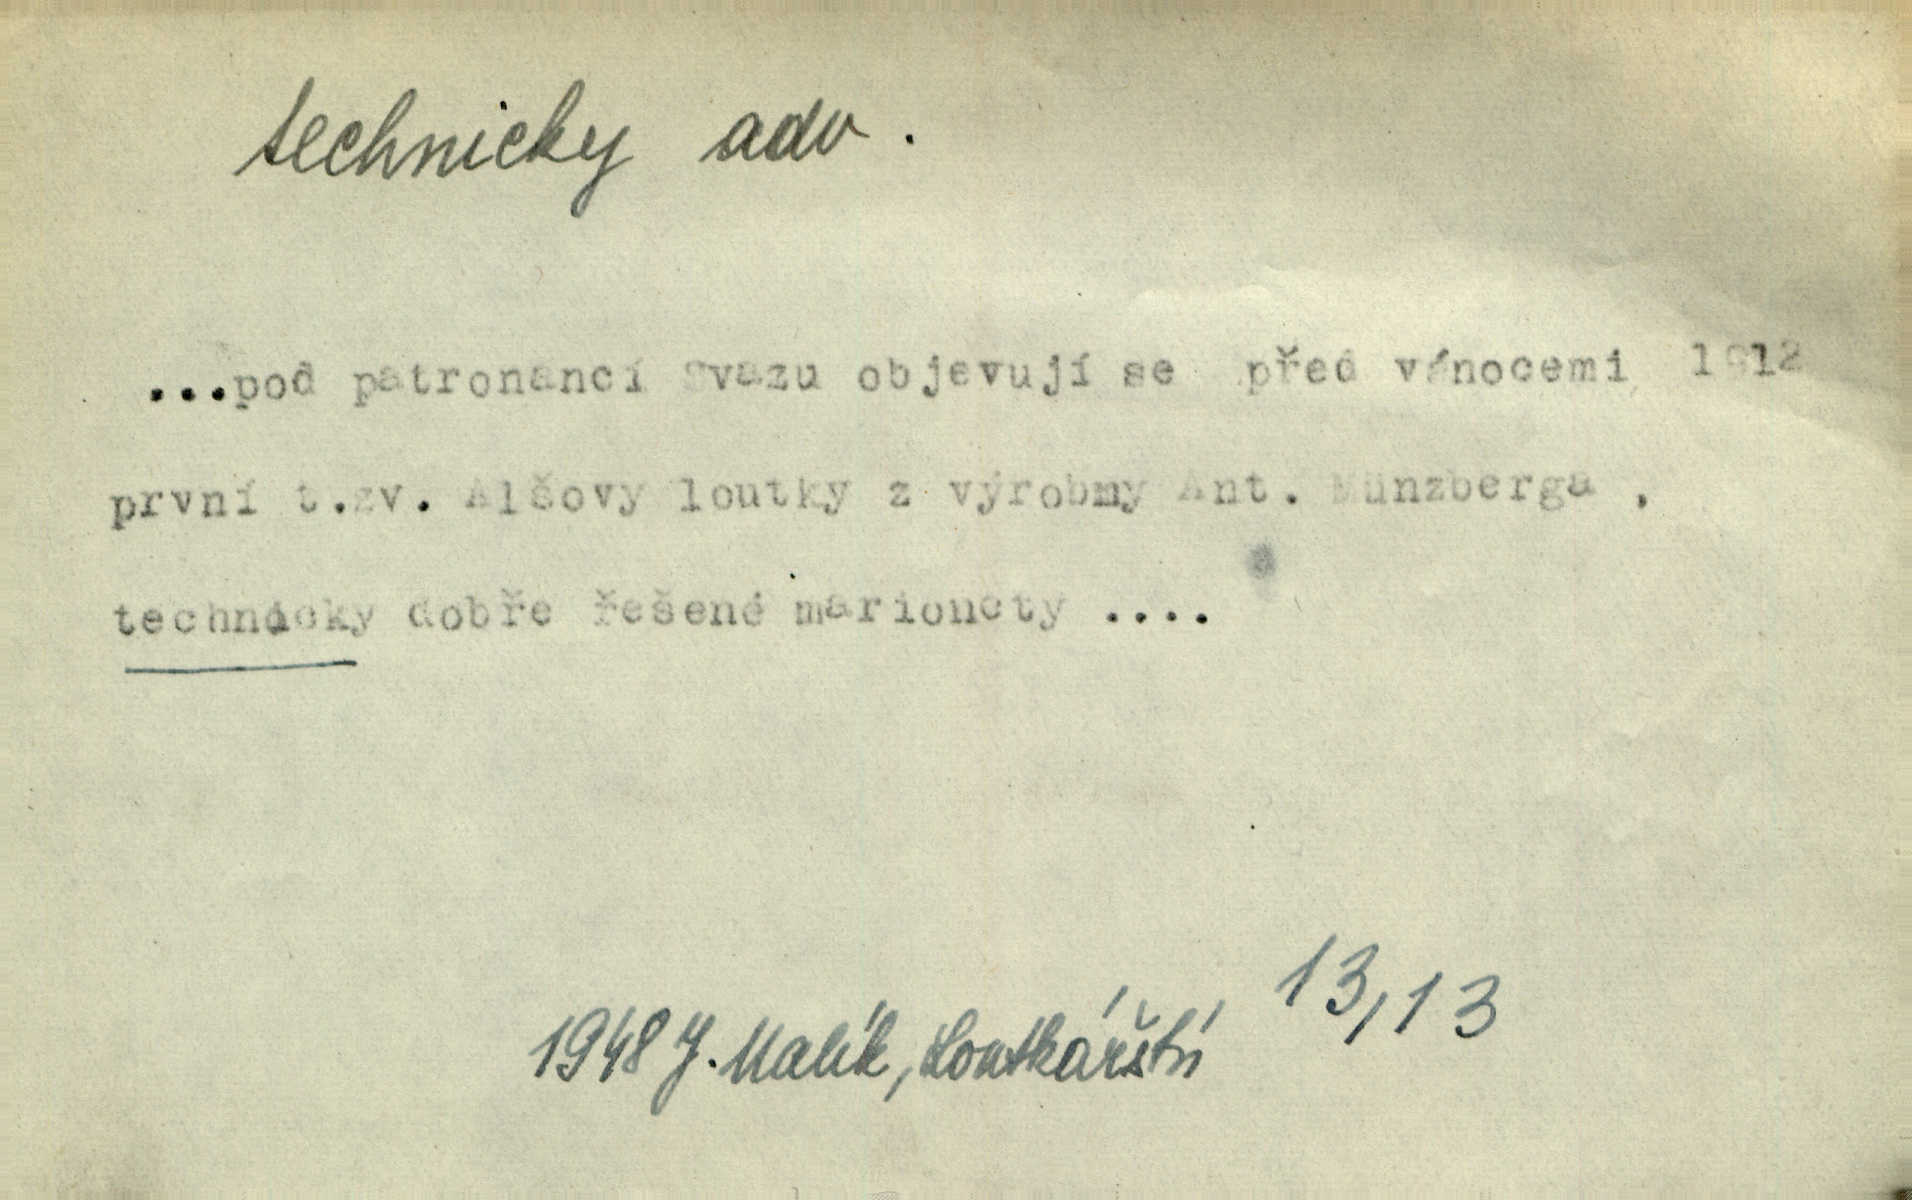 technicky adv.
...pod patronancí Svazu objevují se před vánocemi 1912
první t.zv. Alšovy loutky z výrobmy Ant. Münzberga ,
technicky dobře řešené marionety ....
13,13
1948 J. Malík, Loutkářství